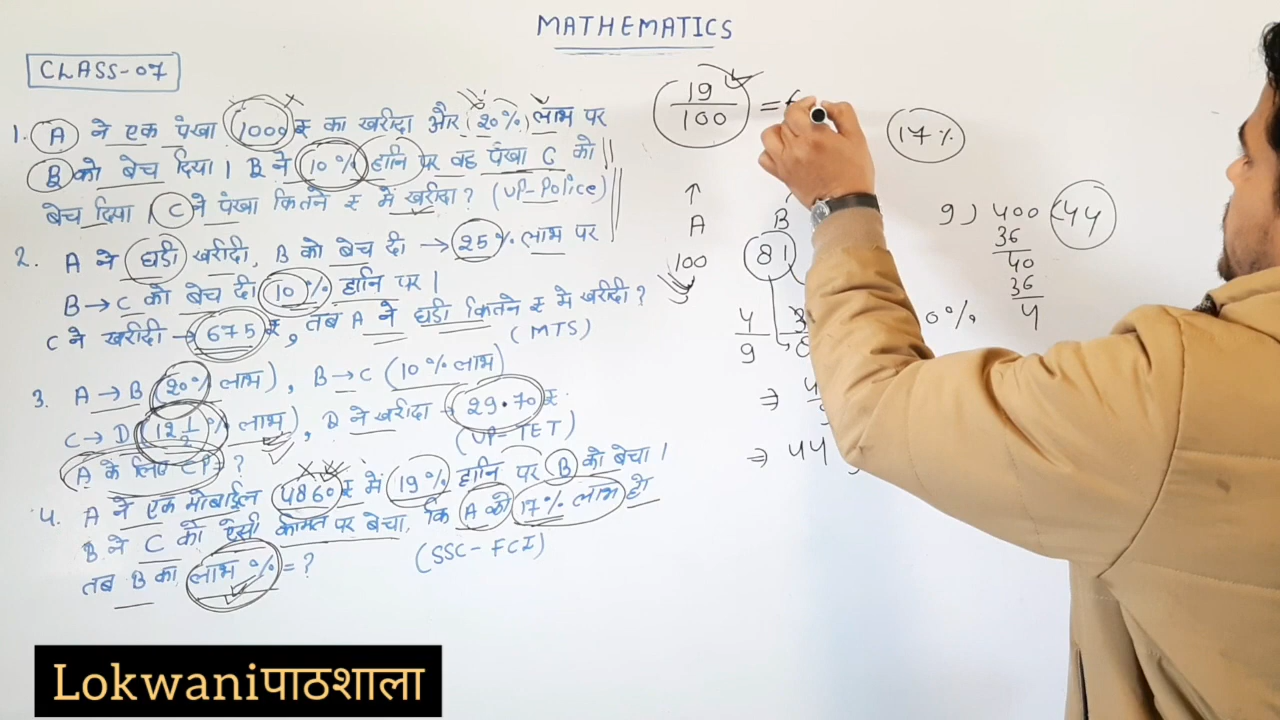 MATHEMATICS
CLASS-07
1. A ने एक पंखा 1000 ₹ का खरीदा और (20%) लाभ पर
B को बेच दिया। B ने 10% हानि पर वह पंखा C को
बेच दिया। C ने पंखा कितने ₹ में खरीदा? (UP-Police)
2. A ने घडी खरीदी, B को बेच दी → 25% लाभ पर
B → C को बेच दी 10% हानि पर।
C ने खरीदी → 675 ₹, तब A ने घडी कितने ₹ मे खरीदी?
(MTS)
3. A → B (20% लाभ), B → C (10% लाभ)
C → D (12 1/2 % लाभ), D ने खरीदा → 29.70 ₹.
(UP-TET)
A के लिए CP = ?
4. A ने एक मोबाईल 4860 ₹ में 19% हानि पर B को बेचा।
B ने C को ऐसी कीमत पर बेचा, कि A को 17% लाभ हो
तब B का लाभ % = ? (SSC-FCI)
19/100 =
17%
A
100
B
81
4/9
0%
⇒ 4
⇒ 44
9) 400 (44
36
40
36
4
Lokwaniपाठशाला